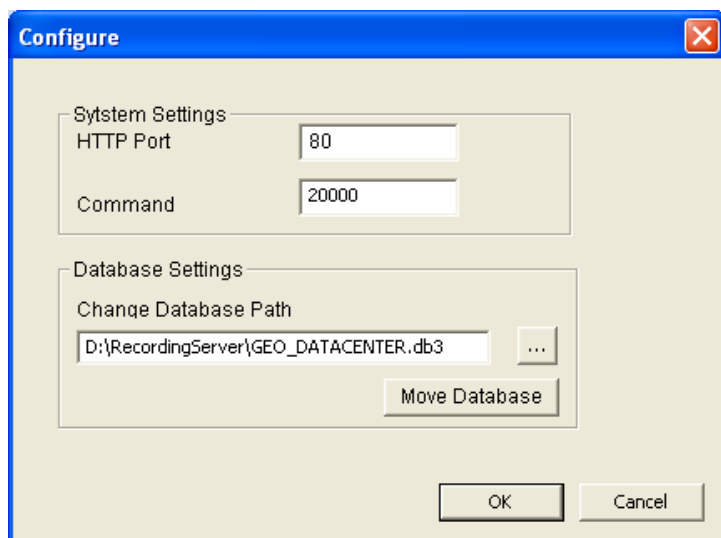 Configure
Sytstem Settings
HTTP Port
80
Command
20000
Database Settings
Change Database Path
D:\RecordingServer\GEO_DATACENTER.db3
...
Move Database
OK
Cancel